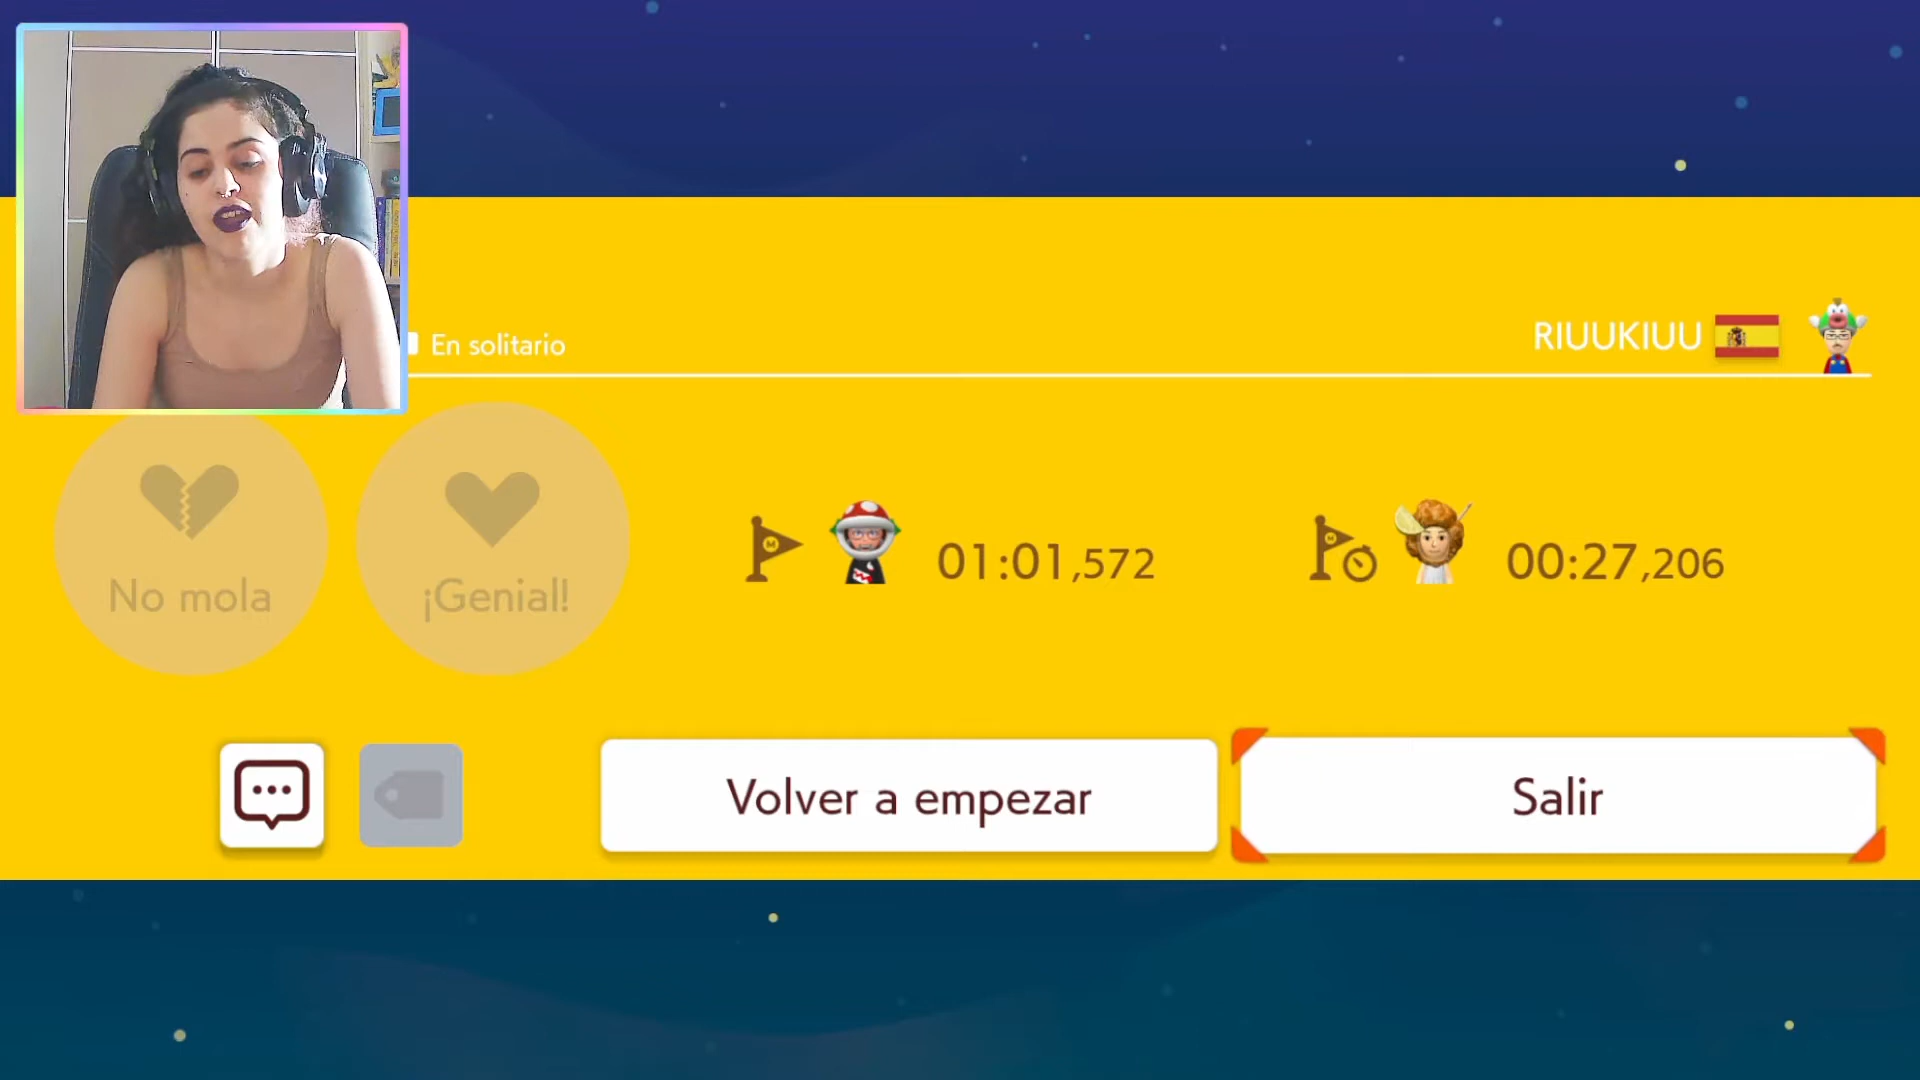 En solitario
RIUUKIUU
No mola
¡Genial!
01:01,572
00:27,206
Volver a empezar
Salir